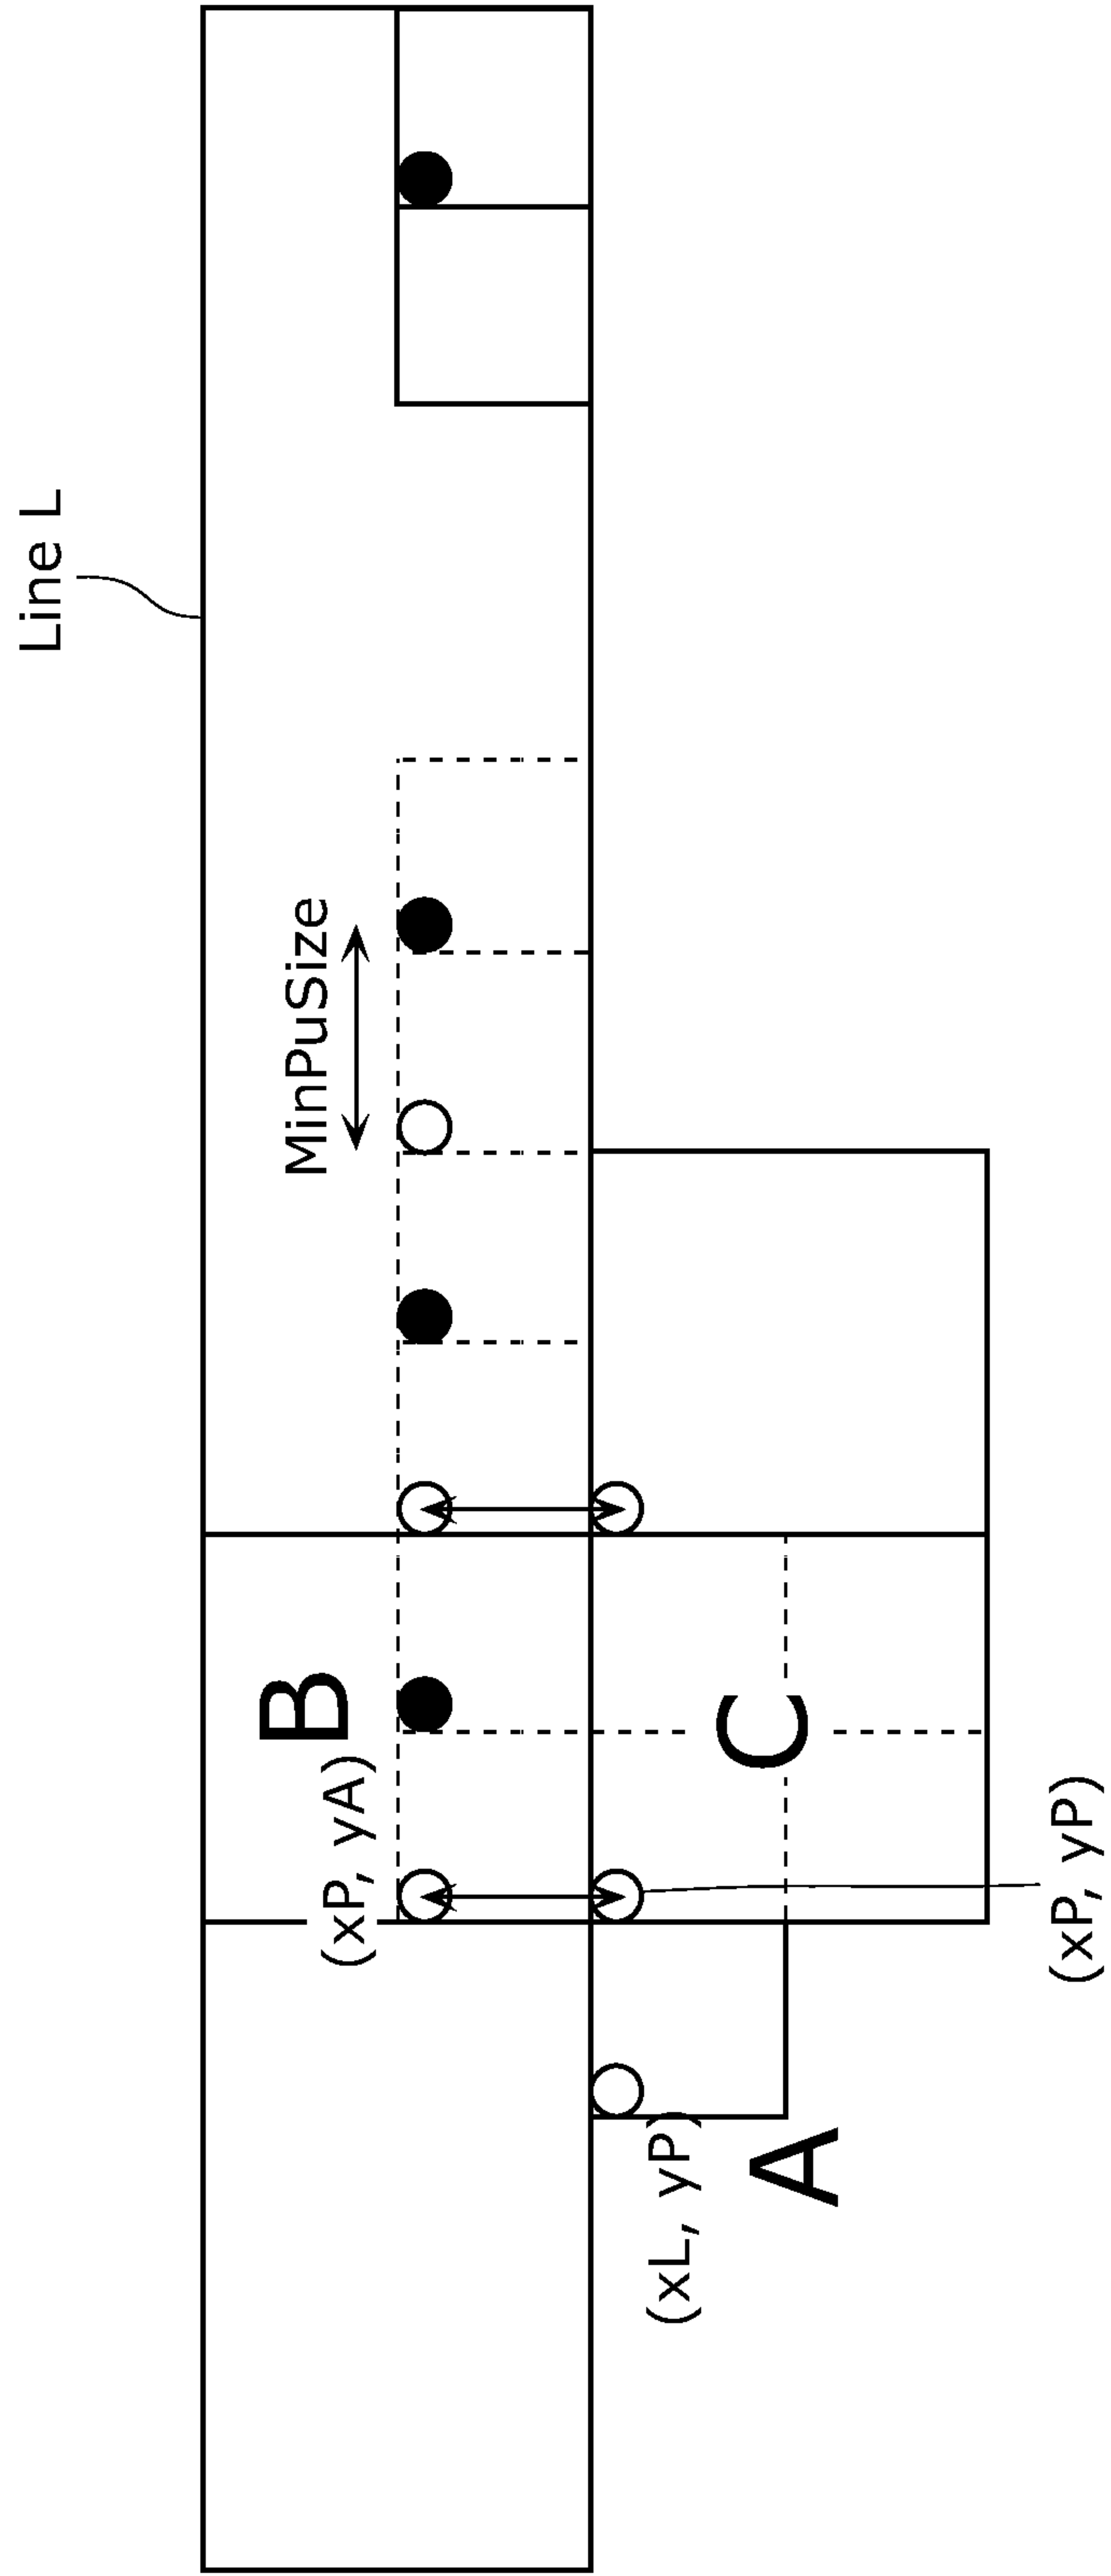 Line L
MinPuSize
B
(xP, yA)
C
(xP, yP)
(xL, yP)
A